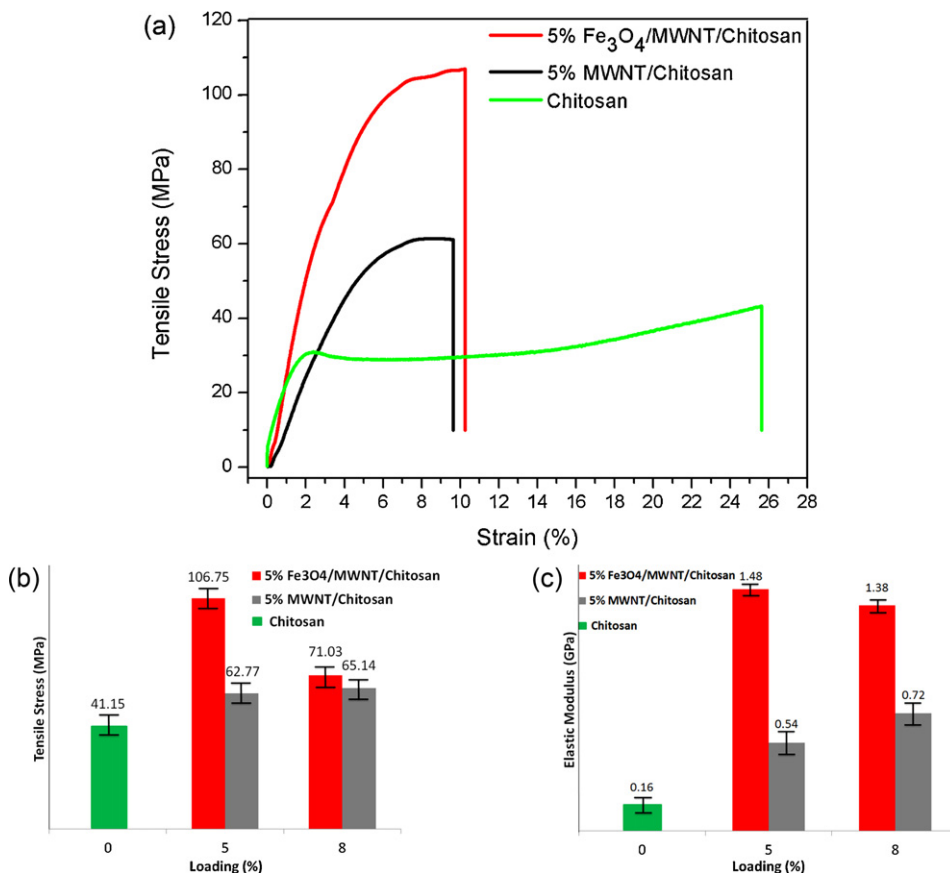 (a)
120
100
80
60
40
20
0
Tensile Stress (MPa)
5% Fe₃O₄/MWNT/Chitosan
5% MWNT/Chitosan
Chitosan
0 2 4 6 8 10 12 14 16 18 20 22 24 26 28
Strain (%)
(b)
Tensile Stress (MPa)
5% Fe3O4/MWNT/Chitosan
5% MWNT/Chitosan
Chitosan
41.15
106.75
62.77
71.03
65.14
0 5 8
Loading (%)
(c)
Elastic Modulus (GPa)
5% Fe3O4/MWNT/Chitosan
5% MWNT/Chitosan
Chitosan
0.16
1.48
0.54
1.38
0.72
0 5 8
Loading (%)